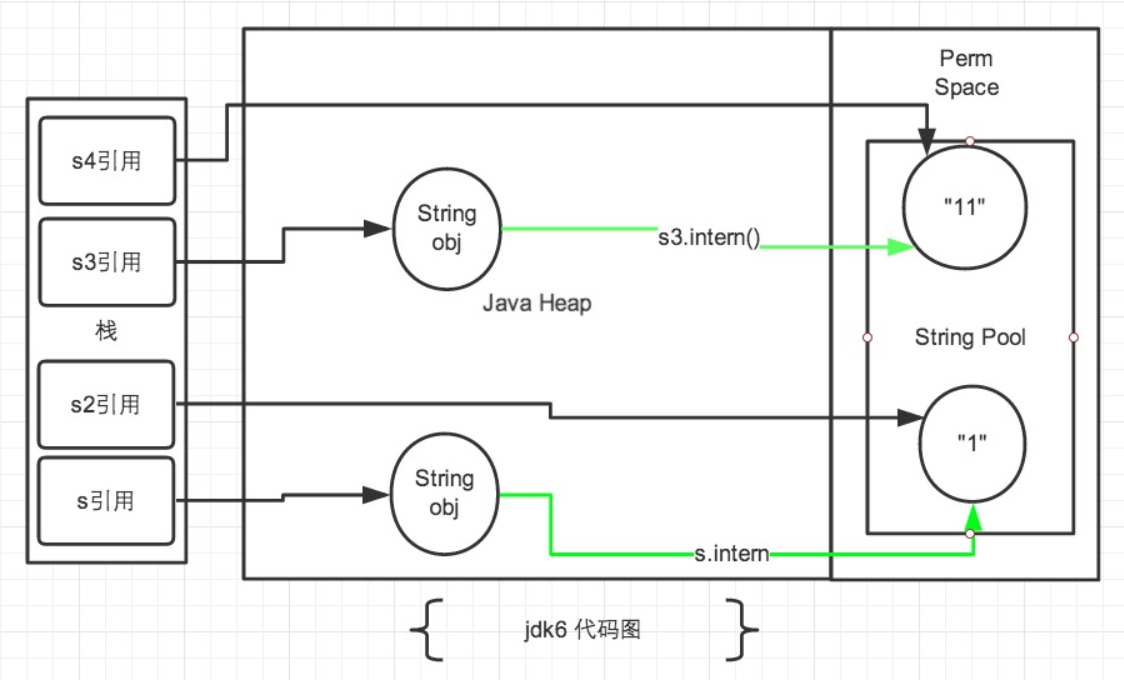 Perm
Space
s4引用
"11"
String
obj
s3.intern()
s3引用
Java Heap
栈
String Pool
s2引用
"1"
String
obj
s引用
s.intern
jdk6 代码图